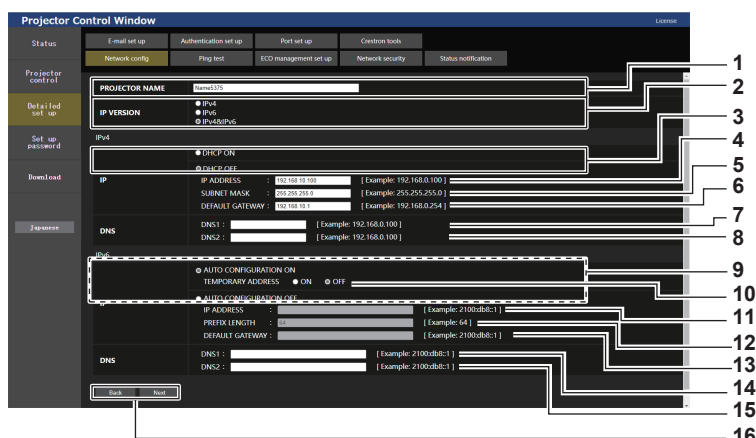 Projector Control Window License
Status E-mail set up Authentication set up Port set up Crestron tools
Network config Ping test ECO management set up Network security Status notification
Projector control
Detailed set up
Set up password
Download
Japanese
PROJECTOR NAME Name5375 1
IP VERSION IPv4 2
IPv6
IPv4&IPv6
IPv4 3
DHCP ON 4
DHCP OFF
IP IP ADDRESS : 192.168.10.100 [ Example: 192.168.0.100 ] 5
SUBNET MASK : 255.255.255.0 [ Example: 255.255.255.0 ] 6
DEFAULT GATEWAY : 192.168.10.1 [ Example: 192.168.0.254 ]
DNS DNS1 : [ Example: 192.168.0.100 ] 7
DNS2 : [ Example: 192.168.0.100 ] 8
IPv6
AUTO CONFIGURATION ON 9
TEMPORARY ADDRESS ON OFF 10
AUTO CONFIGURATION OFF
IP IP ADDRESS : [ Example: 2100:db8::1 ] 11
PREFIX LENGTH : 64 [ Example: 64 ] 12
DEFAULT GATEWAY : [ Example: 2100:db8::1 ] 13
DNS DNS1 : [ Example: 2100:db8::1 ] 14
DNS2 : [ Example: 2100:db8::1 ] 15
Back Next
16